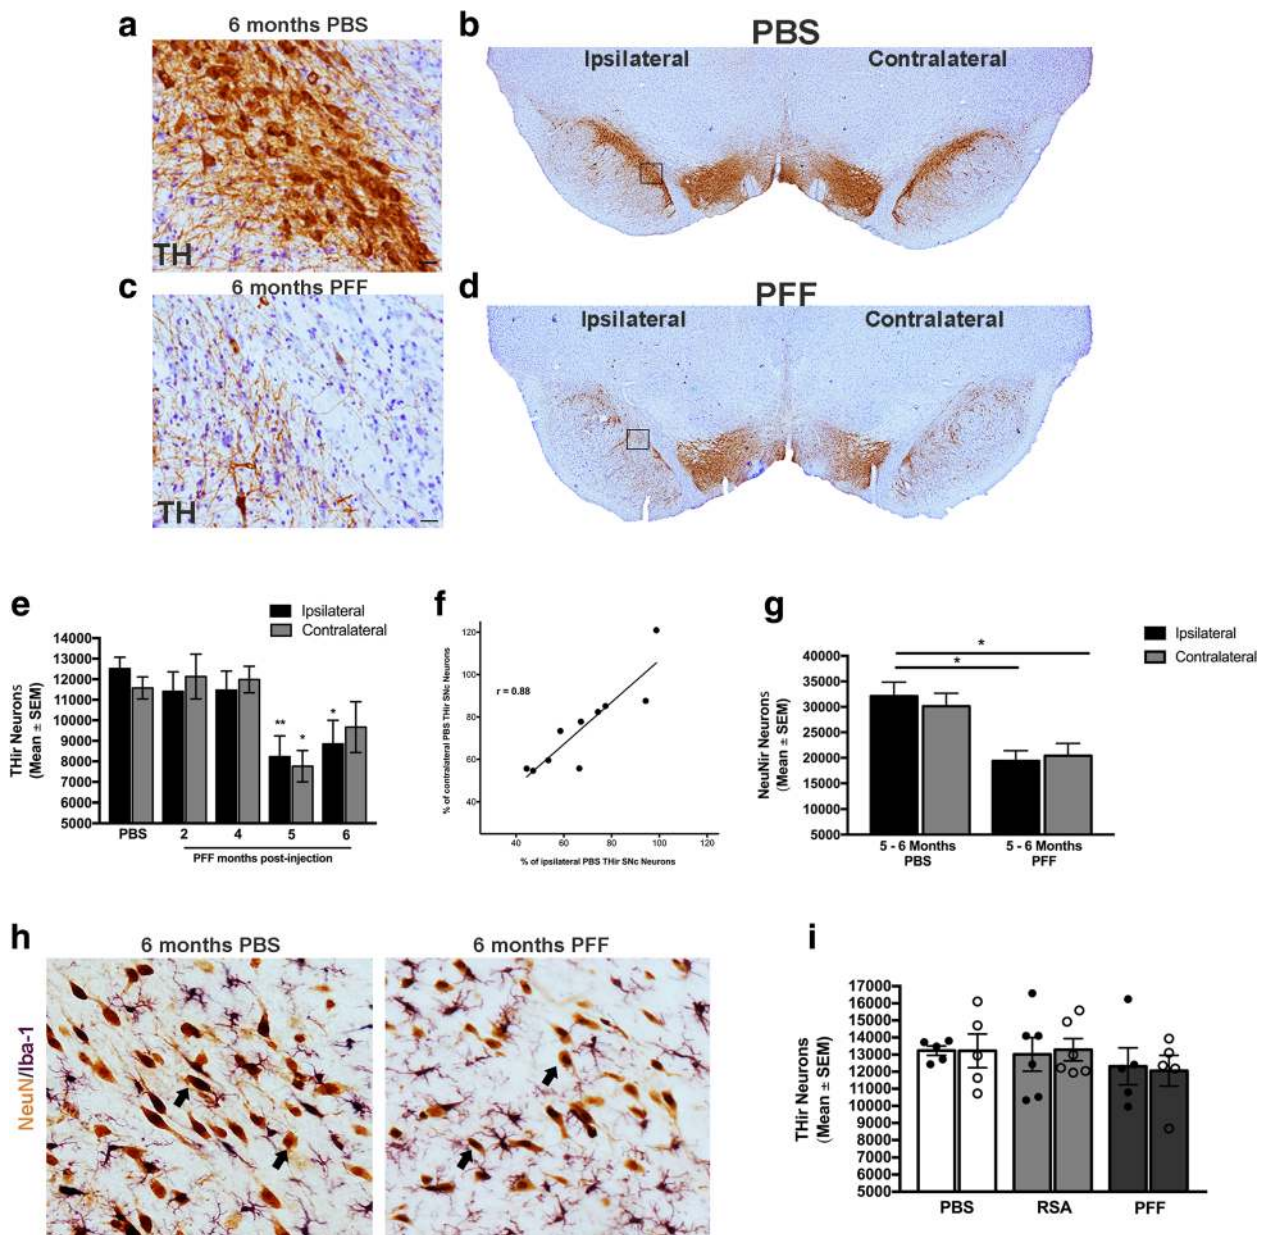 a
6 months PBS
TH
b
PBS
Ipsilateral
Contralateral
c
6 months PFF
TH
d
PFF
Ipsilateral
Contralateral
e
Ipsilateral
Contralateral
THir Neurons
(Mean ± SEM)
14000
13000
12000
11000
10000
9000
8000
7000
6000
5000
**
*
*
PBS
2
4
5
6
PFF months post-injection
f
% of contralateral PBS THir SNc Neurons
120
100
80
60
40
r = 0.88
40
60
80
100
120
% of ipsilateral PBS THir SNc Neurons
g
Ipsilateral
Contralateral
NeuNir Neurons
(Mean ± SEM)
40000
35000
30000
25000
20000
15000
10000
5000
*
*
5 - 6 Months
PBS
5 - 6 Months
PFF
h
6 months PBS
6 months PFF
NeuN/Iba-1
i
THir Neurons
(Mean ± SEM)
17000
16000
15000
14000
13000
12000
11000
10000
9000
8000
7000
6000
5000
PBS
RSA
PFF